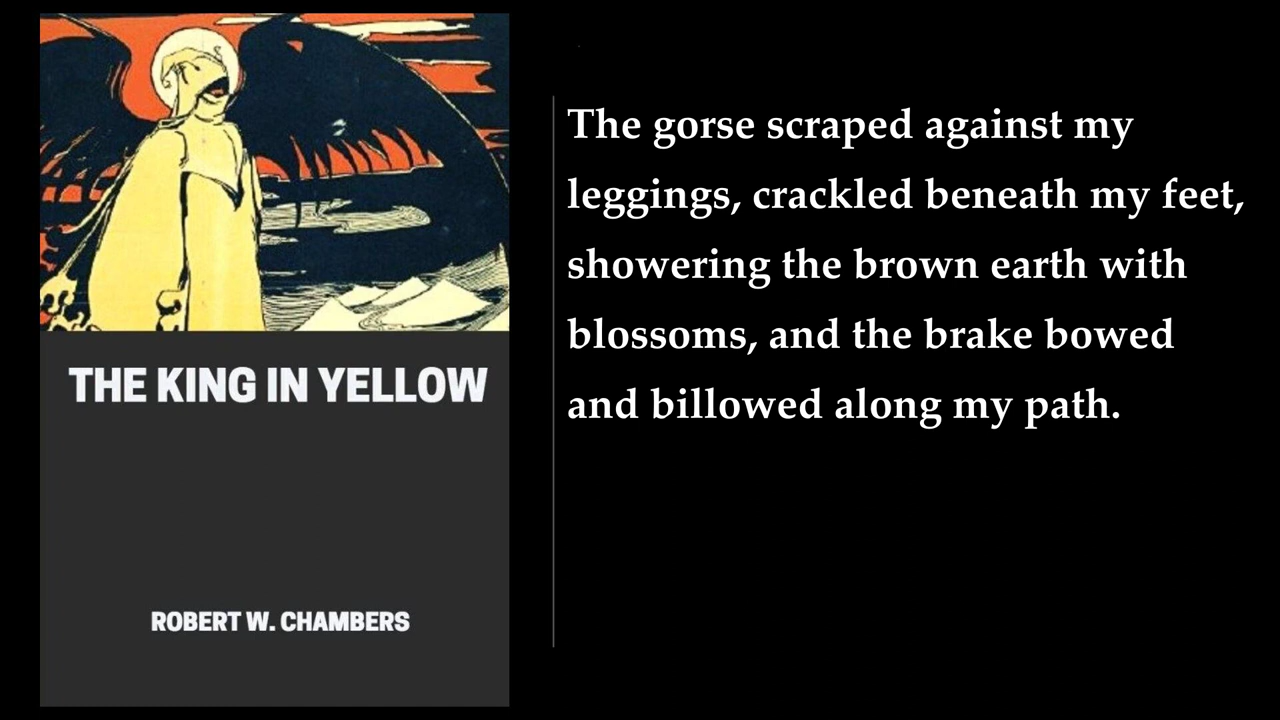 THE KING IN YELLOW
ROBERT W. CHAMBERS
The gorse scraped against my
leggings, crackled beneath my feet,
showering the brown earth with
blossoms, and the brake bowed
and billowed along my path.